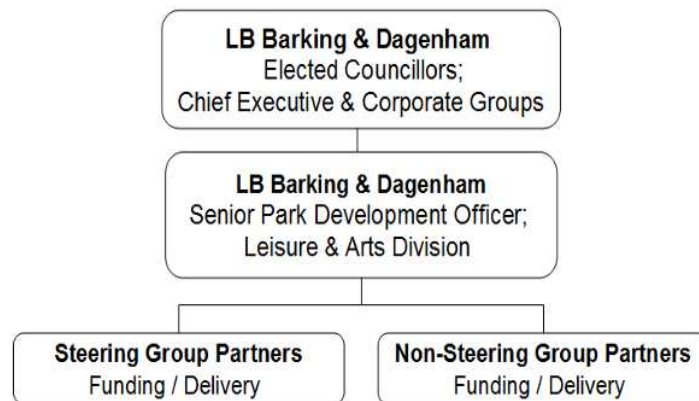 LB Barking & Dagenham
Elected Councillors;
Chief Executive & Corporate Groups
LB Barking & Dagenham
Senior Park Development Officer;
Leisure & Arts Division
Steering Group Partners
Funding / Delivery
Non-Steering Group Partners
Funding / Delivery